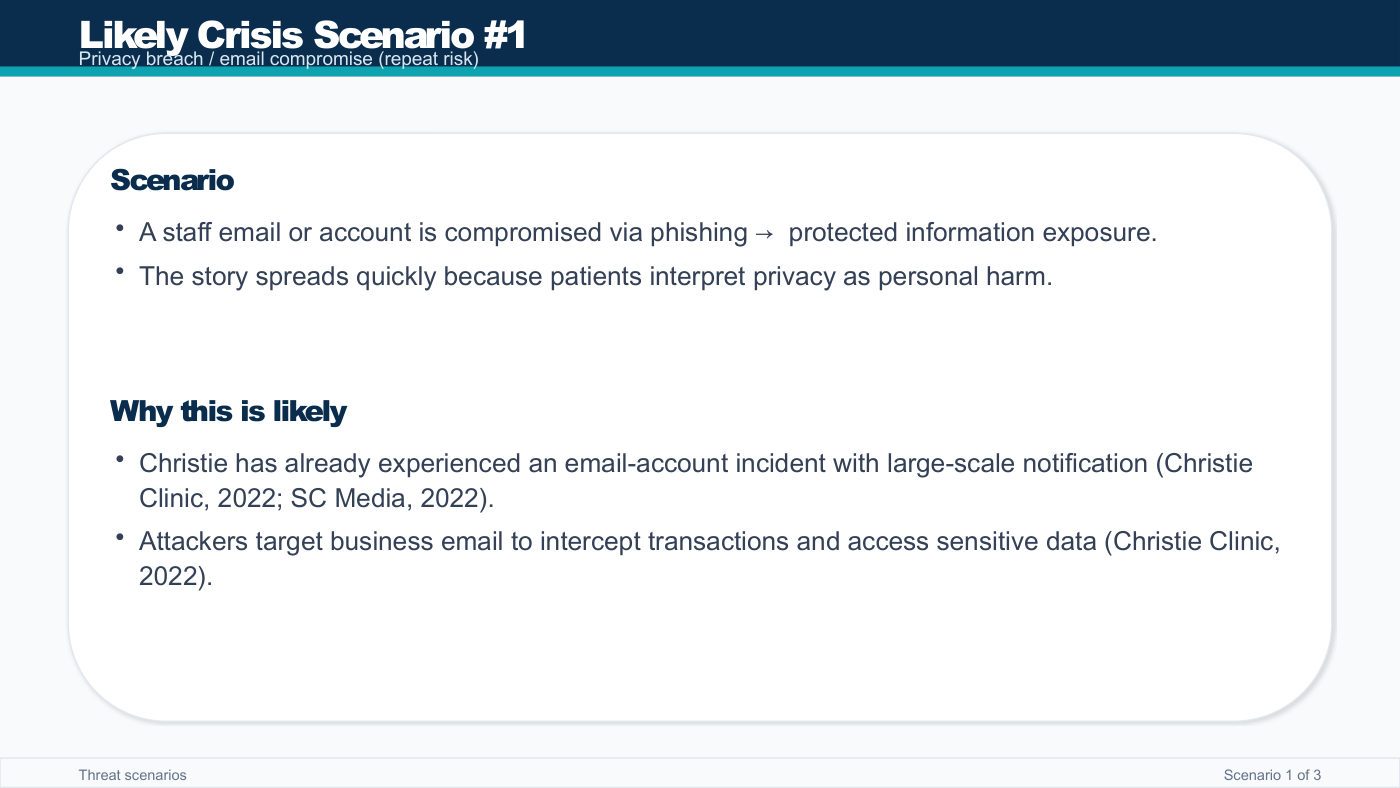 Likely Crisis Scenario #1
Privacy breach / email compromise (repeat risk)
Scenario
• A staff email or account is compromised via phishing → protected information exposure.
• The story spreads quickly because patients interpret privacy as personal harm.
Why this is likely
• Christie has already experienced an email-account incident with large-scale notification (Christie
Clinic, 2022; SC Media, 2022).
• Attackers target business email to intercept transactions and access sensitive data (Christie Clinic,
2022).
Threat scenarios
Scenario 1 of 3